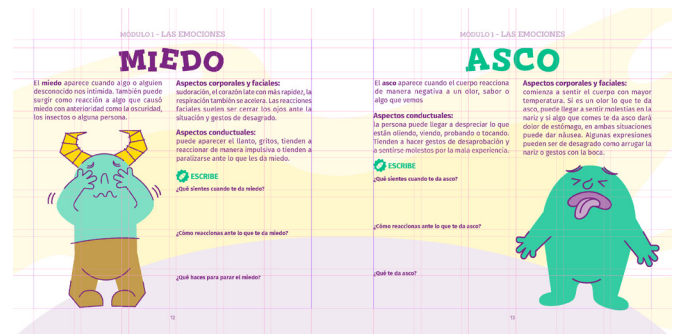 MÓDULO 1 - LAS EMOCIONES
MIEDO
El miedo aparece cuando algo o alguien
desconocido nos intimida. También puede
surgir como reacción a algo que causó
miedo con anterioridad como la oscuridad,
los insectos o alguna persona.
Aspectos corporales y faciales:
sudoración, el corazón late con más rapidez, la
respiración también se acelera. Las reacciones
faciales suelen ser cerrar los ojos ante la
situación y gestos de desagrado.
Aspectos conductuales:
puede aparecer el llanto, gritos, tienden a
reaccionar de manera impulsiva o tienden a
paralizarse ante lo que les da miedo.
ESCRIBE
¿Qué sientes cuando te da miedo?
¿Cómo reaccionas ante lo que te da miedo?
¿Qué haces para parar el miedo?
12
MÓDULO 1 - LAS EMOCIONES
ASCO
El asco aparece cuando el cuerpo reacciona
de manera negativa a un olor, sabor o
algo que vemos
Aspectos conductuales:
la persona puede llegar a despreciar lo que
están oliendo, viendo, probando o tocando.
Tienden a hacer gestos de desaprobación y
a sentirse molestos por la mala experiencia.
ESCRIBE
¿Qué sientes cuando te da asco?
¿Cómo reaccionas ante lo que te da asco?
¿Qué te da asco?
Aspectos corporales y faciales:
comienza a sentir el cuerpo con mayor
temperatura. Si es un olor lo que te da
asco, puede llegar a sentir molestias en la
nariz y si algo que comes te da asco dará
dolor de estómago, en ambas situaciones
puede dar náusea. Algunas expresiones
pueden ser de desagrado como arrugar la
nariz o gestos con la boca.
13